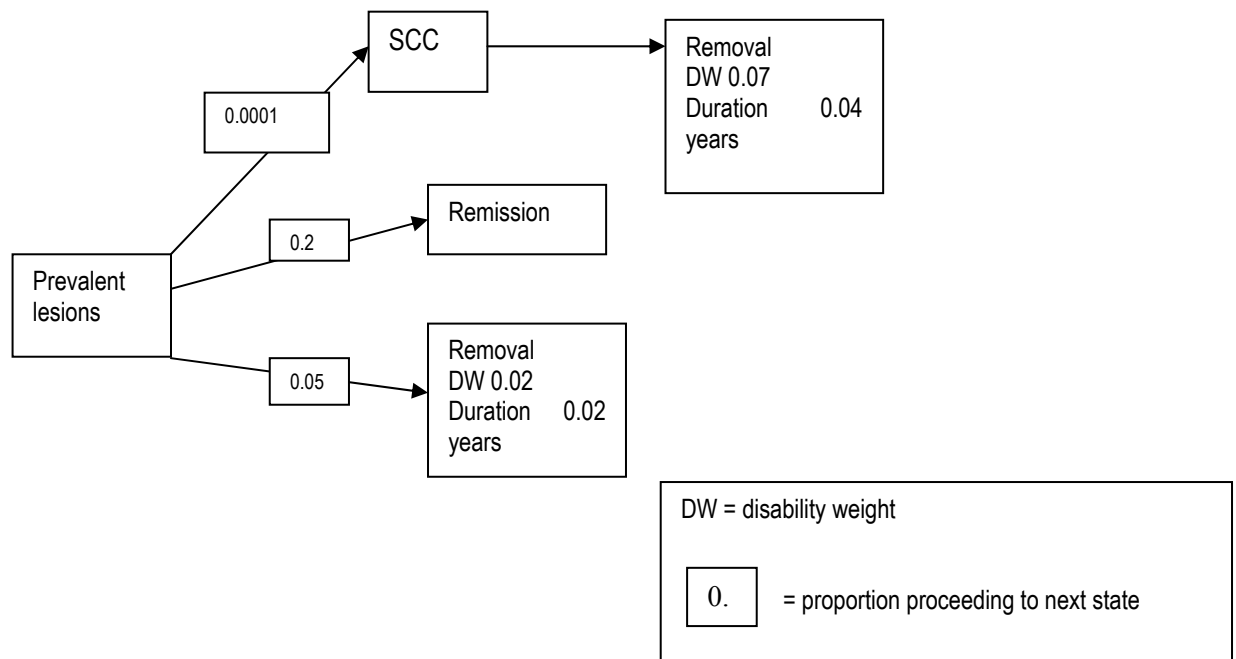 SCC
Removal
DW 0.07
Duration 0.04
years
0.0001
Remission
0.2
Prevalent
lesions
Removal
DW 0.02
Duration 0.02
years
0.05
DW = disability weight
0. = proportion proceeding to next state